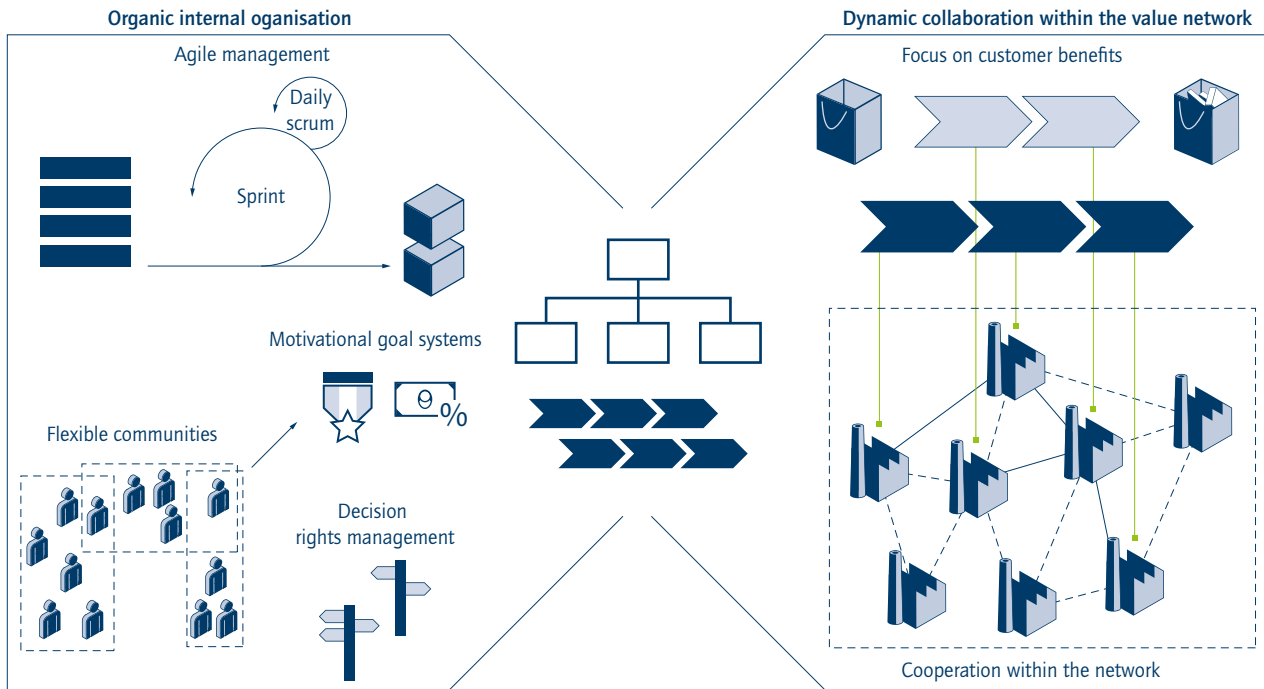 Organic internal oganisation
Agile management
Daily
scrum
Sprint
Motivational goal systems
%
Flexible communities
Decision
rights management
Dynamic collaboration within the value network
Focus on customer benefits
Cooperation within the network